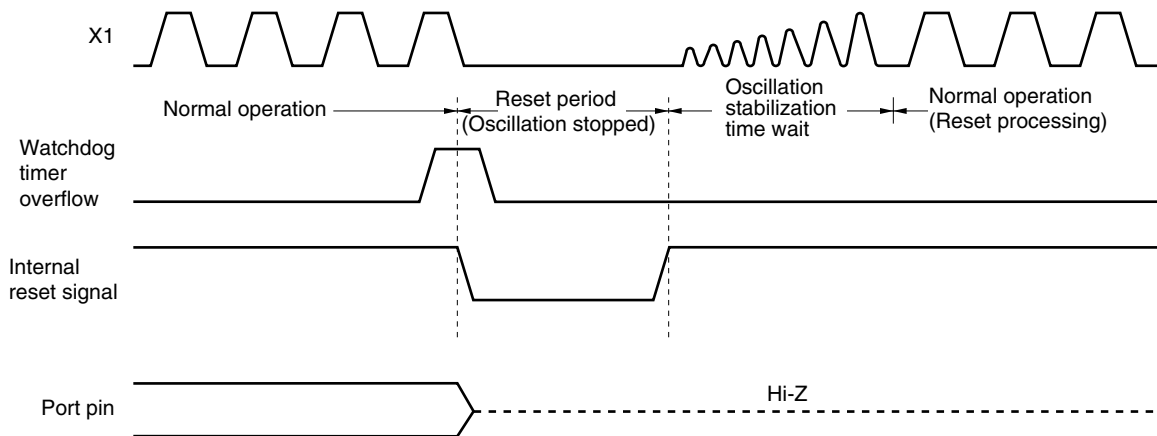 X1
Normal operation
Reset period
(Oscillation stopped)
Oscillation
stabilization
time wait
Normal operation
(Reset processing)
Watchdog
timer
overflow
Internal
reset signal
Port pin
Hi-Z